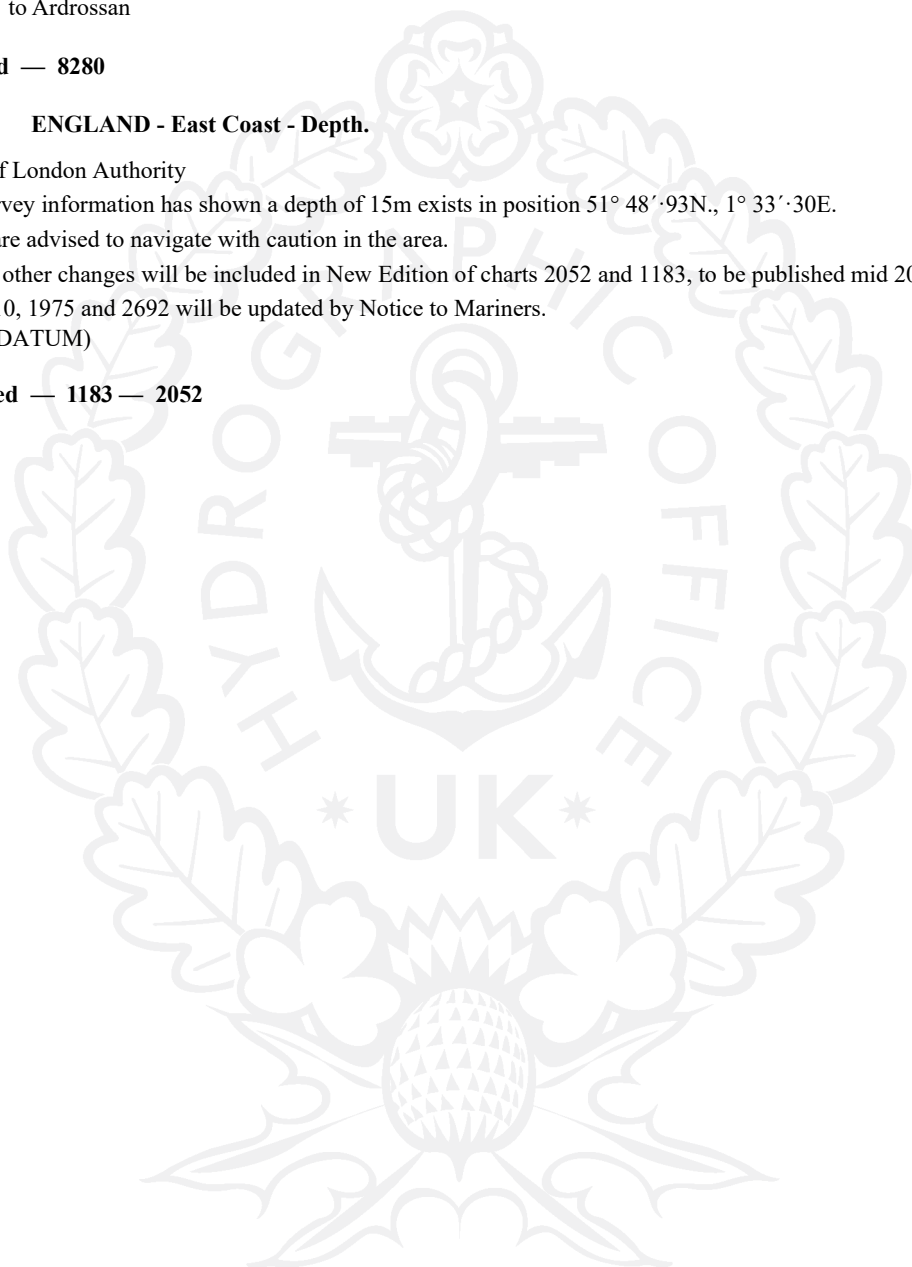 to Ardrossan
d — 8280
ENGLAND - East Coast - Depth.
f London Authority
vey information has shown a depth of 15m exists in position 51° 48´·93N., 1° 33´·30E.
are advised to navigate with caution in the area.
other changes will be included in New Edition of charts 2052 and 1183, to be published mid 20
10, 1975 and 2692 will be updated by Notice to Mariners.
DATUM)
ed — 1183 — 2052
HYDROGRAPHIC OFFICE
UK